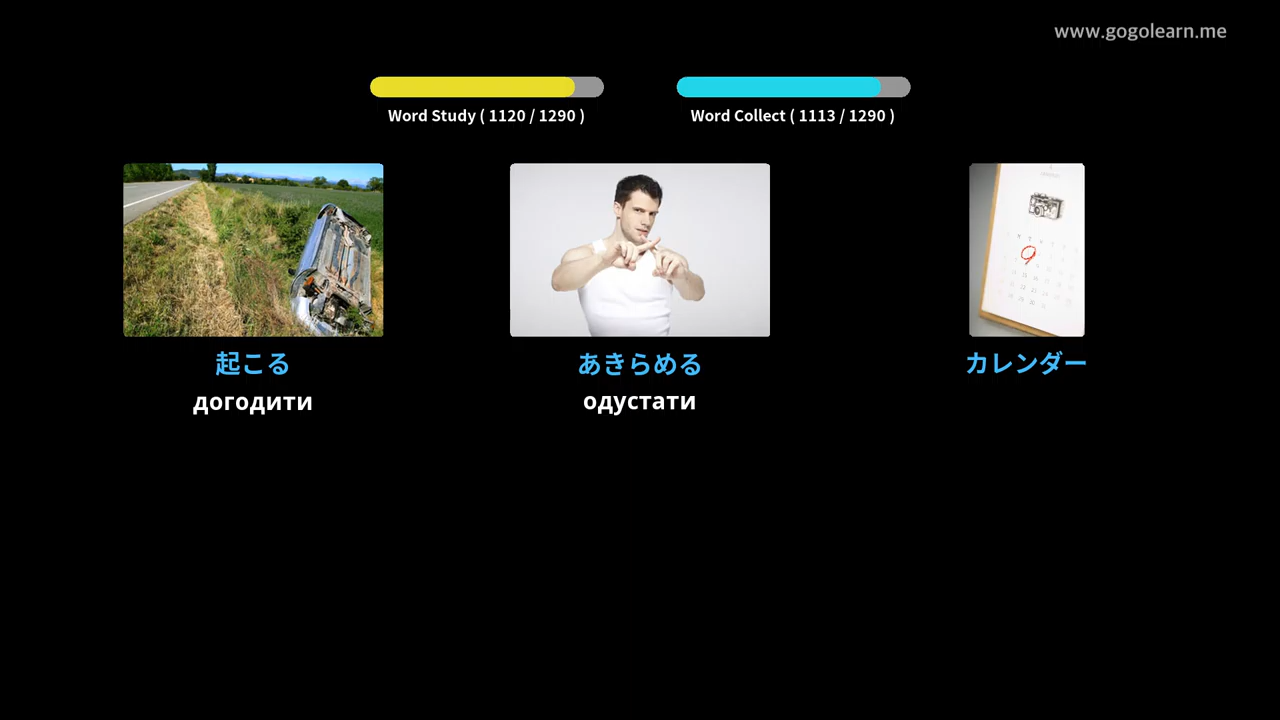 www.gogolearn.me
Word Study ( 1120 / 1290 )
Word Collect ( 1113 / 1290 )
起こる
あきらめる
カレンダー
догодити
одустати